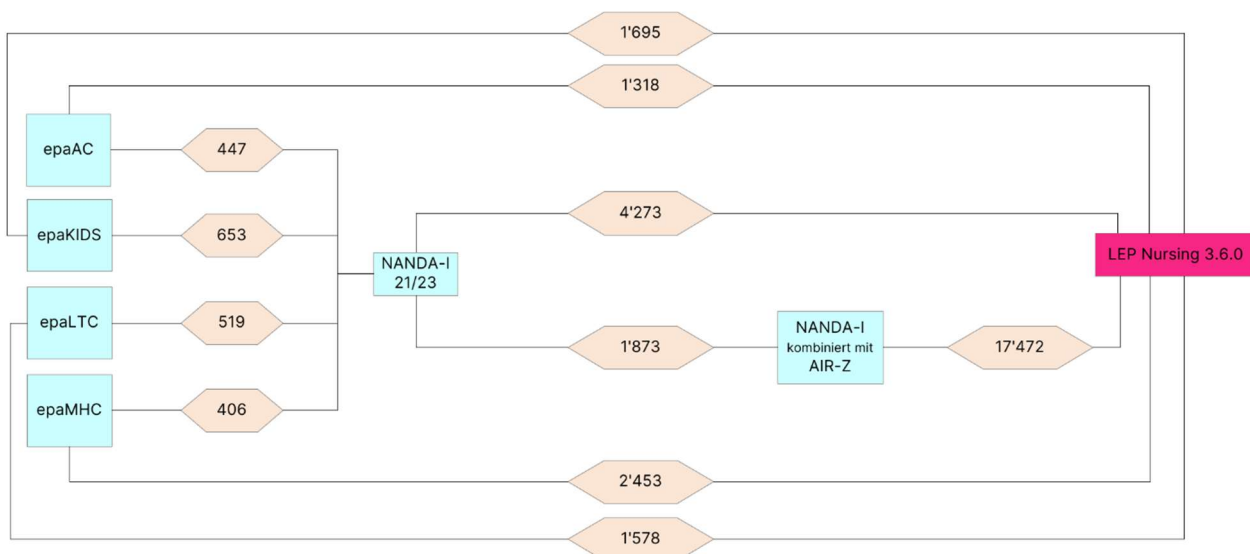 1'695
1'318
epaAC
447
epaKIDS
653
4'273
NANDA-I
21/23
LEP Nursing 3.6.0
epaLTC
519
1'873
NANDA-I
kombiniert mit
AIR-Z
17'472
epaMHC
406
2'453
1'578